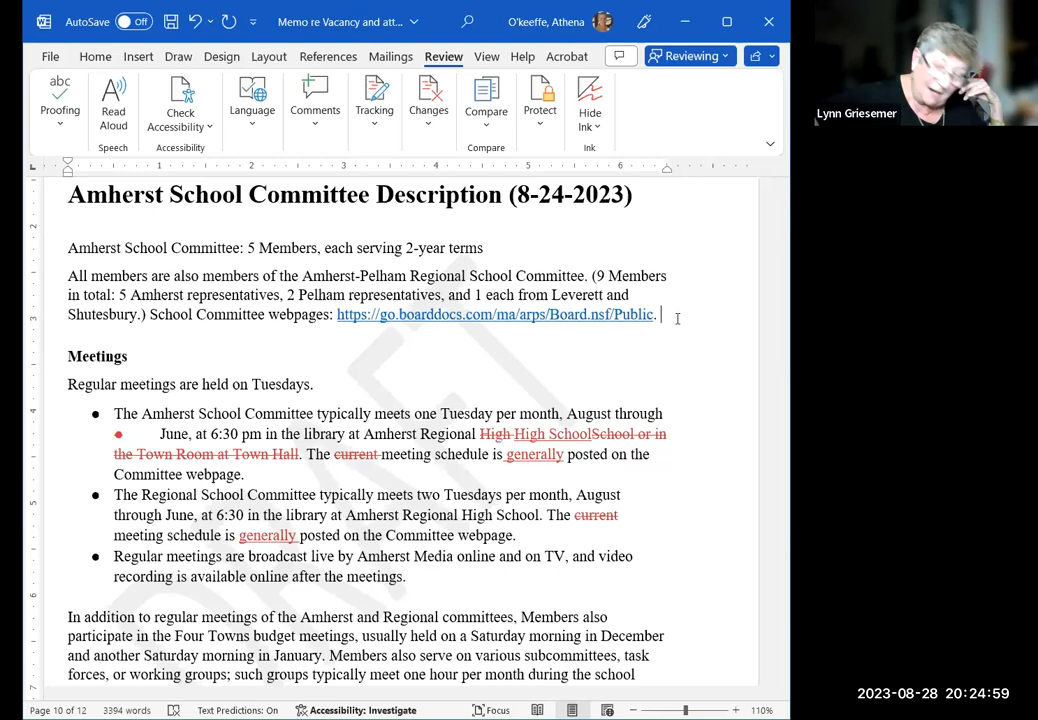 AutoSave Off Memo re Vacancy and att... O'keeffe, Athena
File Home Insert Draw Design Layout References Mailings Review View Help Acrobat Reviewing
abc
Proofing Read Aloud Check Accessibility Language Comments Tracking Changes Compare Protect Hide Ink
Speech Accessibility Compare Ink
Lynn Griesemer
1 2 3 4 5 6
Amherst School Committee Description (8-24-2023)
Amherst School Committee: 5 Members, each serving 2-year terms
All members are also members of the Amherst-Pelham Regional School Committee. (9 Members
in total: 5 Amherst representatives, 2 Pelham representatives, and 1 each from Leverett and
Shutesbury.) School Committee webpages: https://go.boarddocs.com/ma/arps/Board.nsf/Public.
Meetings
Regular meetings are held on Tuesdays.
● The Amherst School Committee typically meets one Tuesday per month, August through
● June, at 6:30 pm in the library at Amherst Regional High High SchoolSchool or in
the Town Room at Town Hall. The current meeting schedule is generally posted on the
Committee webpage.
● The Regional School Committee typically meets two Tuesdays per month, August
through June, at 6:30 in the library at Amherst Regional High School. The current
meeting schedule is generally posted on the Committee webpage.
● Regular meetings are broadcast live by Amherst Media online and on TV, and video
recording is available online after the meetings.
In addition to regular meetings of the Amherst and Regional committees, Members also
participate in the Four Towns budget meetings, usually held on a Saturday morning in December
and another Saturday morning in January. Members also serve on various subcommittees, task
forces, or working groups; such groups typically meet one hour per month during the school
DRAFT
2
3
4
5
6
7
2023-08-28 20:24:59
Page 10 of 12 3394 words Text Predictions: On Accessibility: Investigate Focus 110%